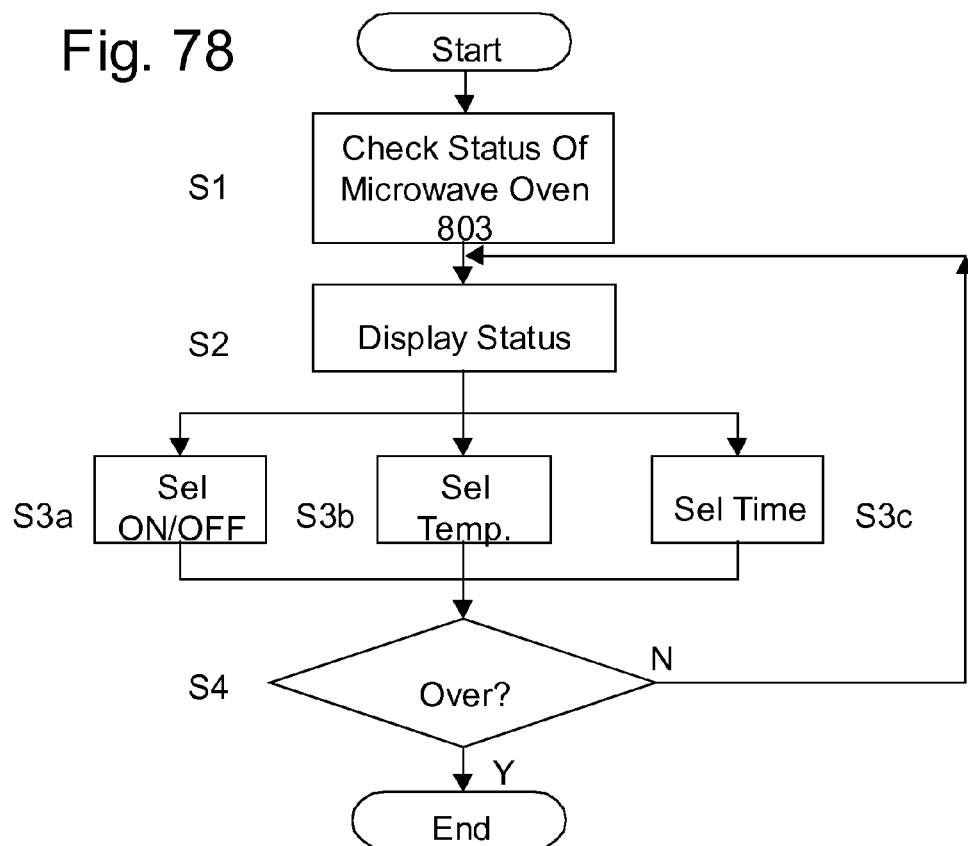 Fig. 78
Start
S1
Check Status Of
Microwave Oven
803
S2
Display Status
S3a
Sel
ON/OFF
S3b
Sel
Temp.
Sel Time
S3c
S4
Over?
N
Y
End